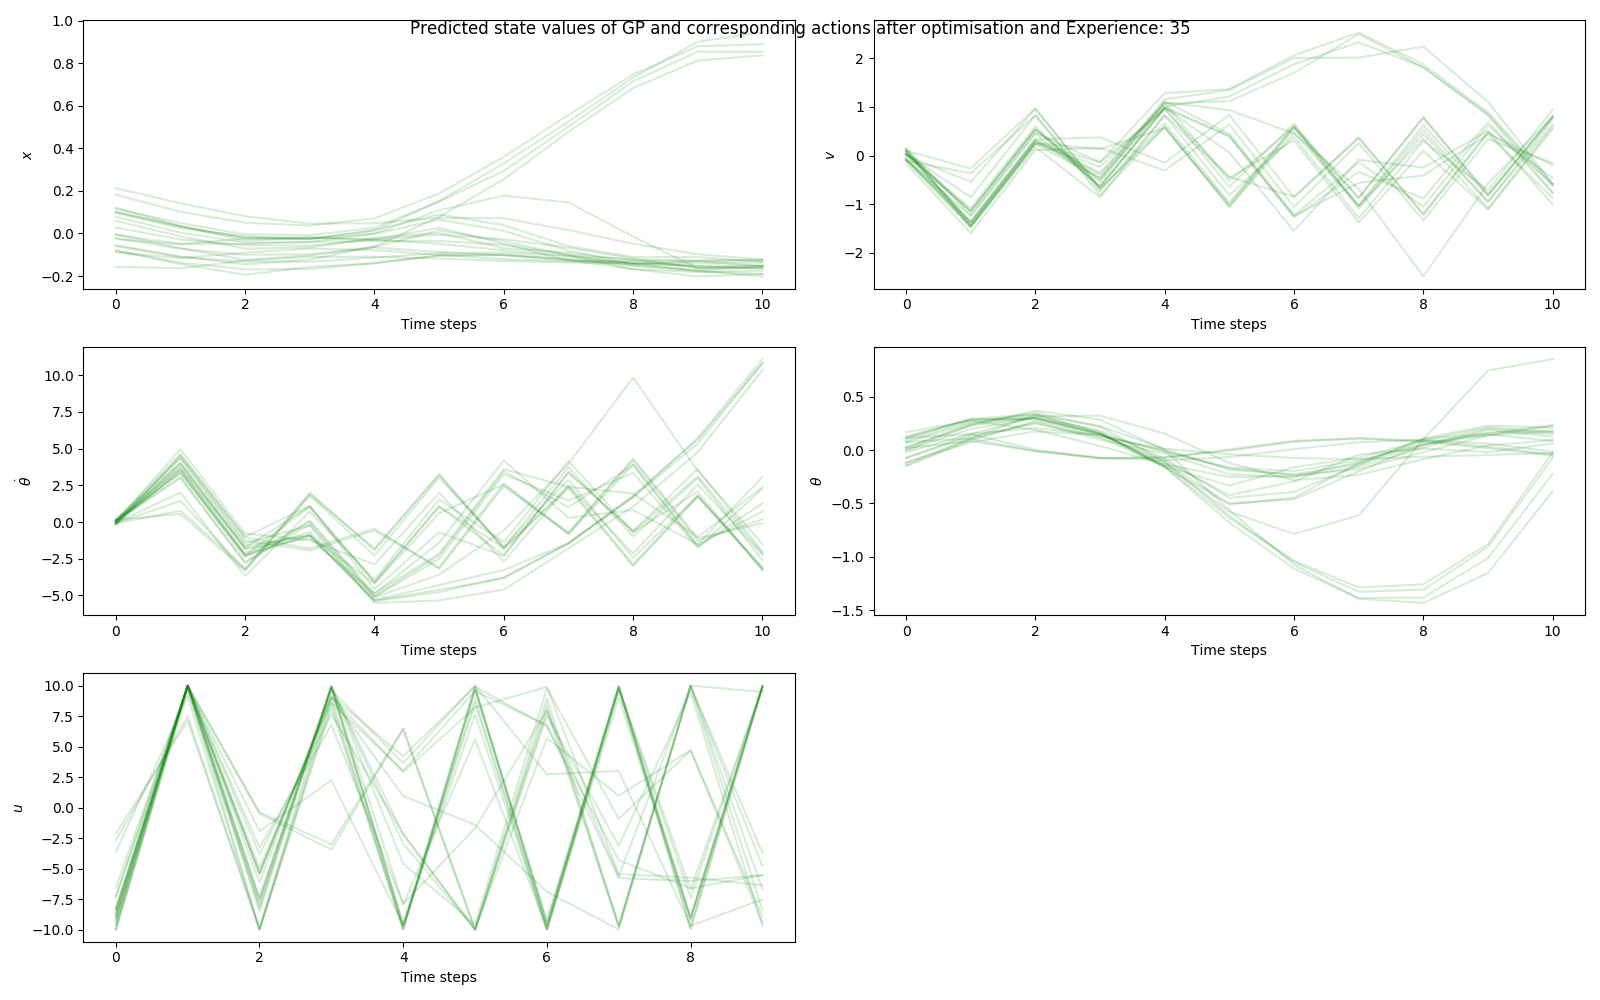 Predicted state values of GP and corresponding actions after optimisation and Experience: 35
1.0
0.8
0.6
0.4
0.2
0.0
−0.2
x
0 2 4 6 8 10
Time steps
2
1
0
−1
−2
v
0 2 4 6 8 10
Time steps
10.0
7.5
5.0
2.5
0.0
−2.5
−5.0
θ̇
0 2 4 6 8 10
Time steps
0.5
0.0
−0.5
−1.0
−1.5
θ
0 2 4 6 8 10
Time steps
10.0
7.5
5.0
2.5
0.0
−2.5
−5.0
−7.5
−10.0
u
0 2 4 6 8
Time steps